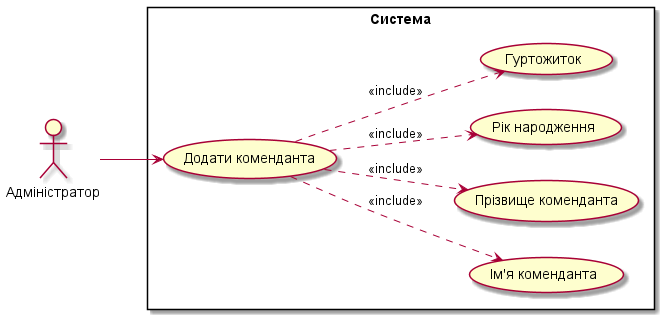 Система
Гуртожиток
«include»
Рік народження
«include»
Додати коменданта
«include»
Прізвище коменданта
Адміністратор
«include»
Ім'я коменданта